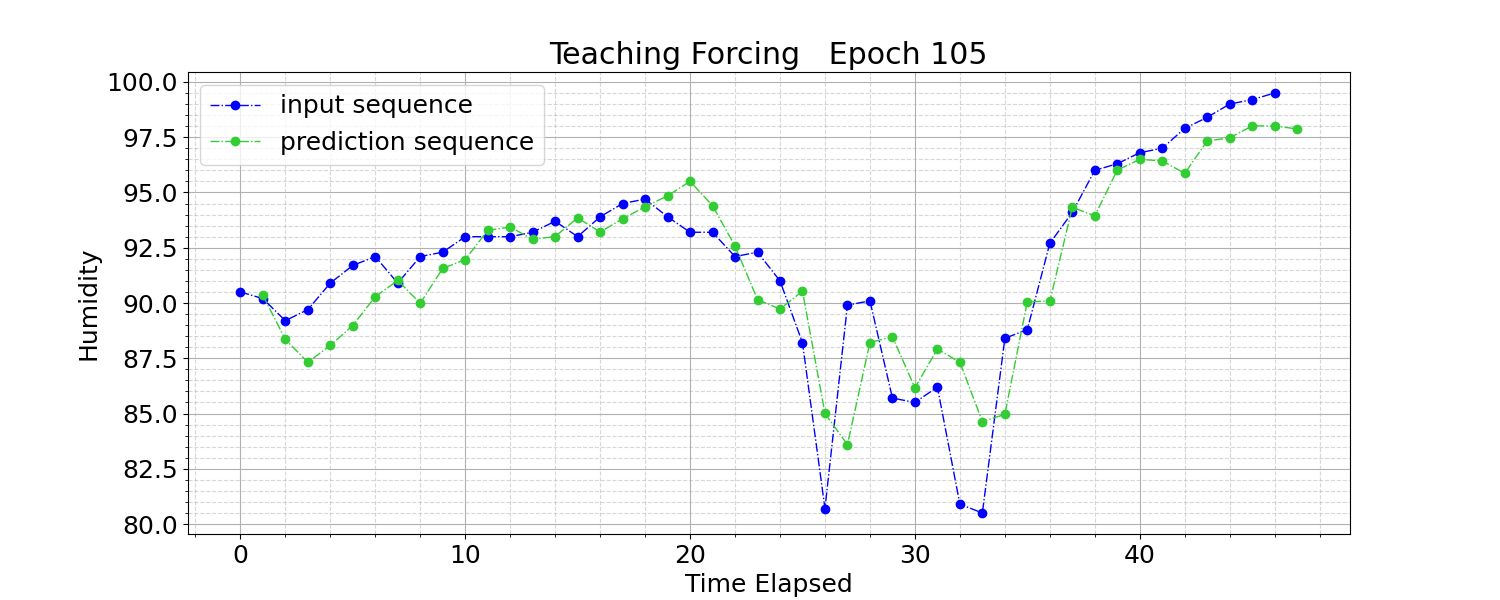 Teaching Forcing   Epoch 105
100.0
97.5
95.0
92.5
90.0
87.5
85.0
82.5
80.0
Humidity
input sequence
prediction sequence
0 10 20 30 40
Time Elapsed